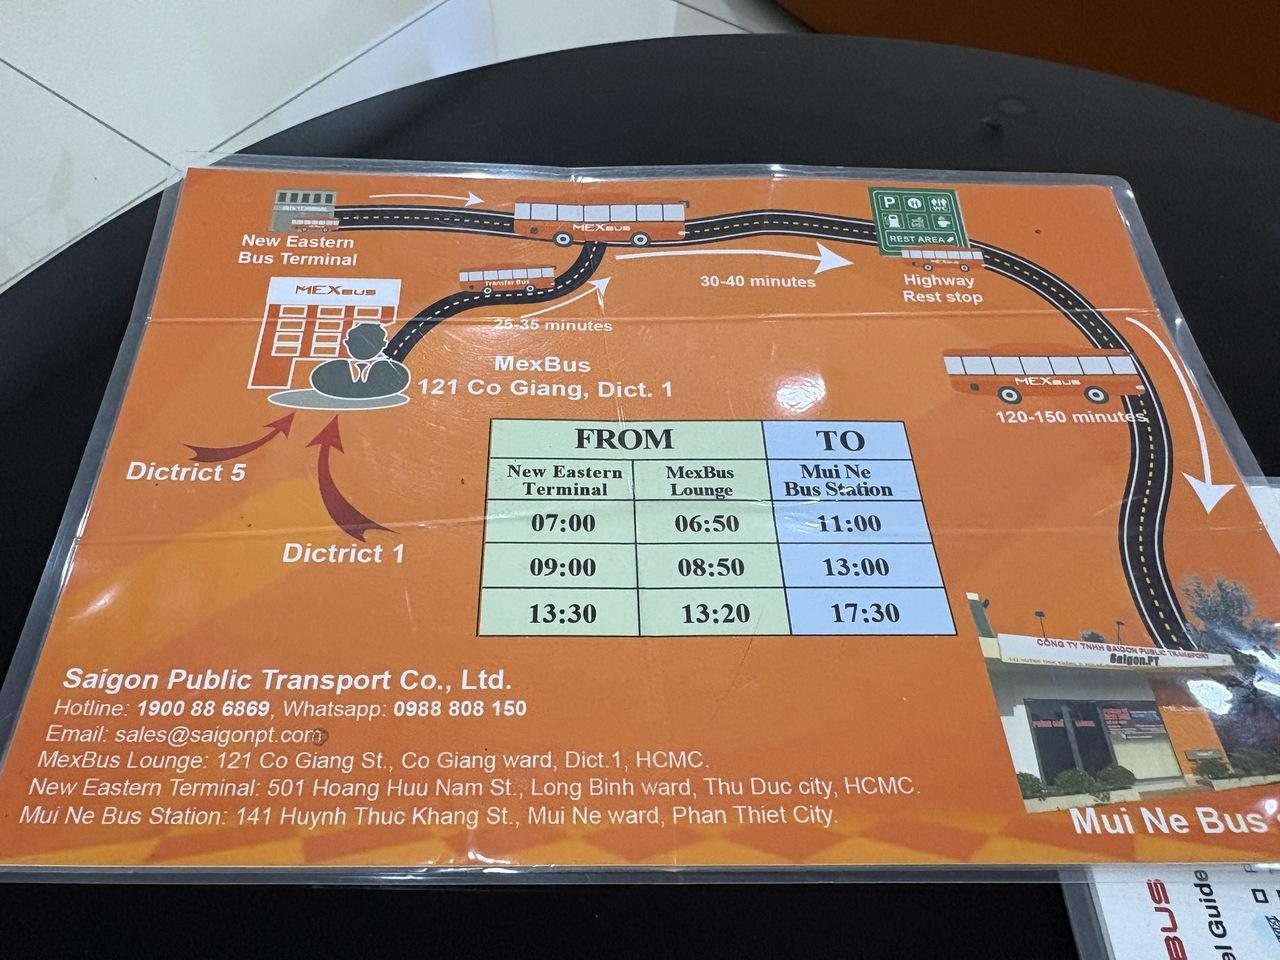 New Eastern
Bus Terminal
MEXBUS
P
WC
REST AREA
Highway
Rest stop
30-40 minutes
Transfer Bus
25-35 minutes
MEXBUS
MexBus
121 Co Giang, Dict. 1
MEXBUS
120-150 minutes
Dictrict 5
Dictrict 1
FROM TO
New Eastern Terminal MexBus Lounge Mui Ne Bus Station
07:00 06:50 11:00
09:00 08:50 13:00
13:30 13:20 17:30
CÔNG TY TNHH SAIGON PUBLIC TRANSPORT
Saigon.PT
Mui Ne Bus
Saigon Public Transport Co., Ltd.
Hotline: 1900 88 6869, Whatsapp: 0988 808 150
Email: sales@saigonpt.com
MexBus Lounge: 121 Co Giang St., Co Giang ward, Dict.1, HCMC.
New Eastern Terminal: 501 Hoang Huu Nam St., Long Binh ward, Thu Duc city, HCMC.
Mui Ne Bus Station: 141 Huynh Thuc Khang St., Mui Ne ward, Phan Thiet City.
BUS
el Guide